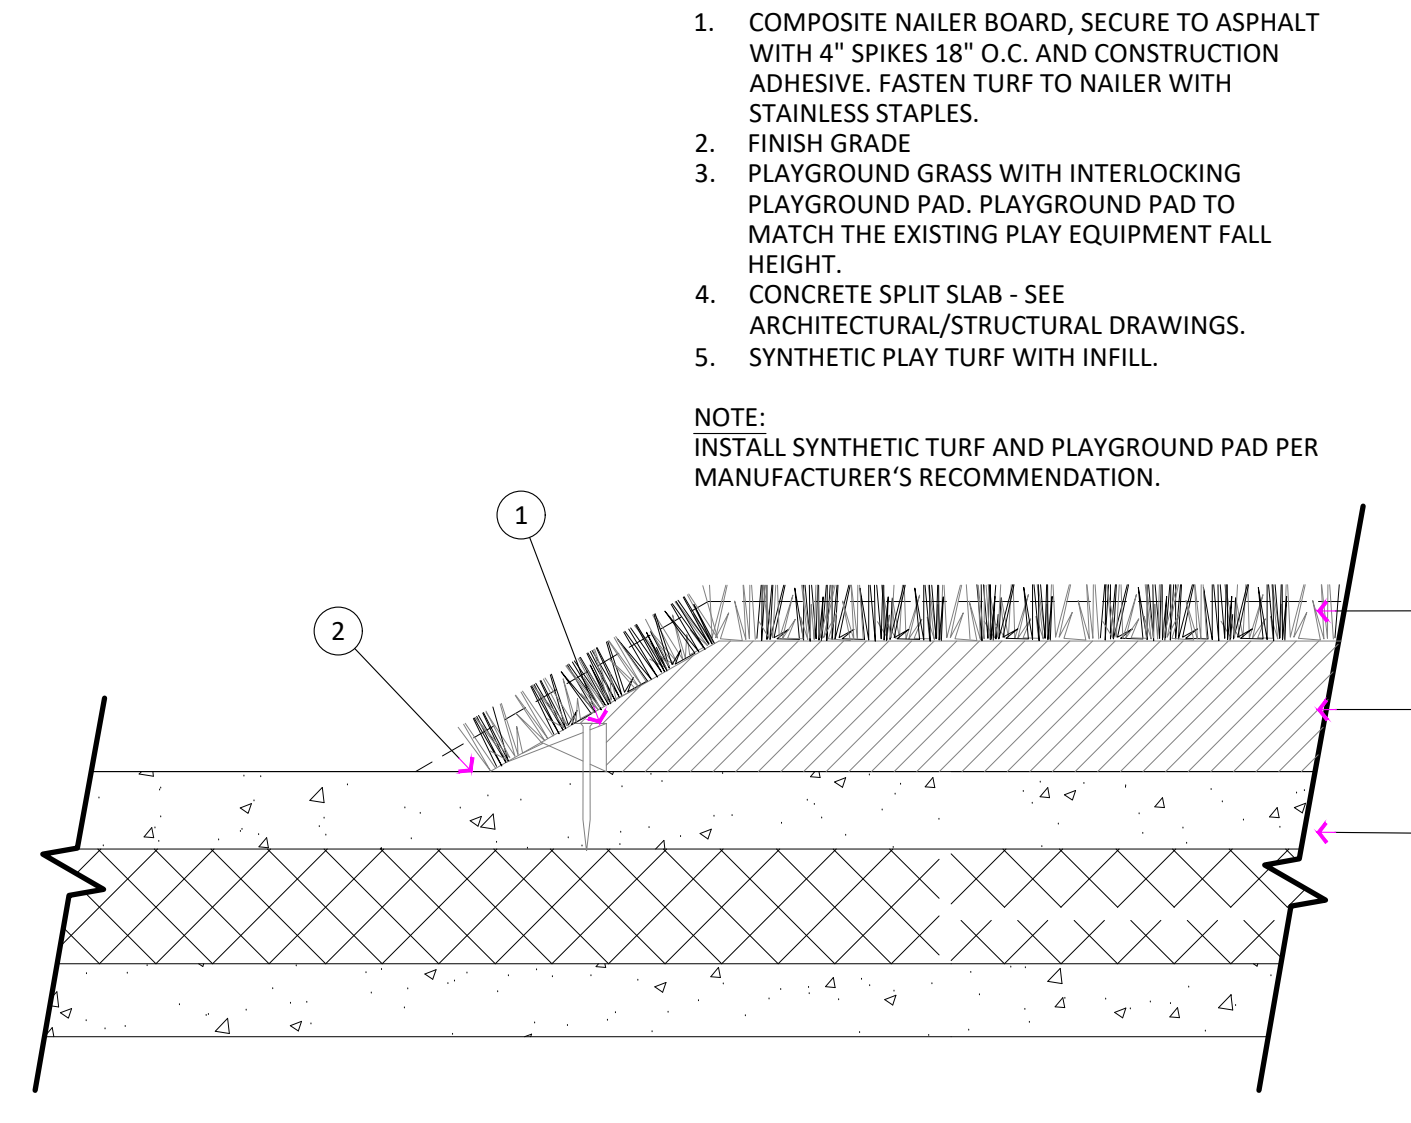 1. COMPOSITE NAILER BOARD, SECURE TO ASPHALT
WITH 4" SPIKES 18" O.C. AND CONSTRUCTION
ADHESIVE. FASTEN TURF TO NAILER WITH
STAINLESS STAPLES.
2. FINISH GRADE
3. PLAYGROUND GRASS WITH INTERLOCKING
PLAYGROUND PAD. PLAYGROUND PAD TO
MATCH THE EXISTING PLAY EQUIPMENT FALL
HEIGHT.
4. CONCRETE SPLIT SLAB - SEE
ARCHITECTURAL/STRUCTURAL DRAWINGS.
5. SYNTHETIC PLAY TURF WITH INFILL.
NOTE:
INSTALL SYNTHETIC TURF AND PLAYGROUND PAD PER
MANUFACTURER‘S RECOMMENDATION.
1
2